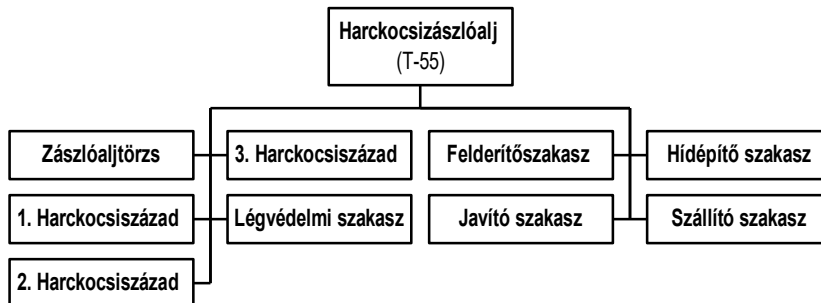 Harckocsizászlóalj
(T-55)
Zászlóaljtörzs
3. Harckocsiszázad
Felderítőszakasz
Hídépítő szakasz
1. Harckocsiszázad
Légvédelmi szakasz
Javító szakasz
Szállító szakasz
2. Harckocsiszázad